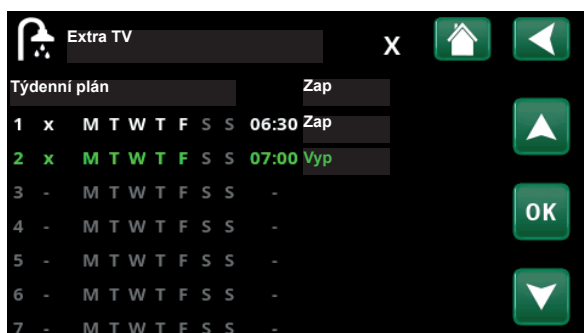 Extra TV X
Týdenní plán Zap
1 x M T W T F S S 06:30 Zap
2 x M T W T F S S 07:00 Vyp
3 - M T W T F S S -
4 - M T W T F S S -
OK
5 - M T W T F S S -
6 - M T W T F S S -
7 - M T W T F S S -